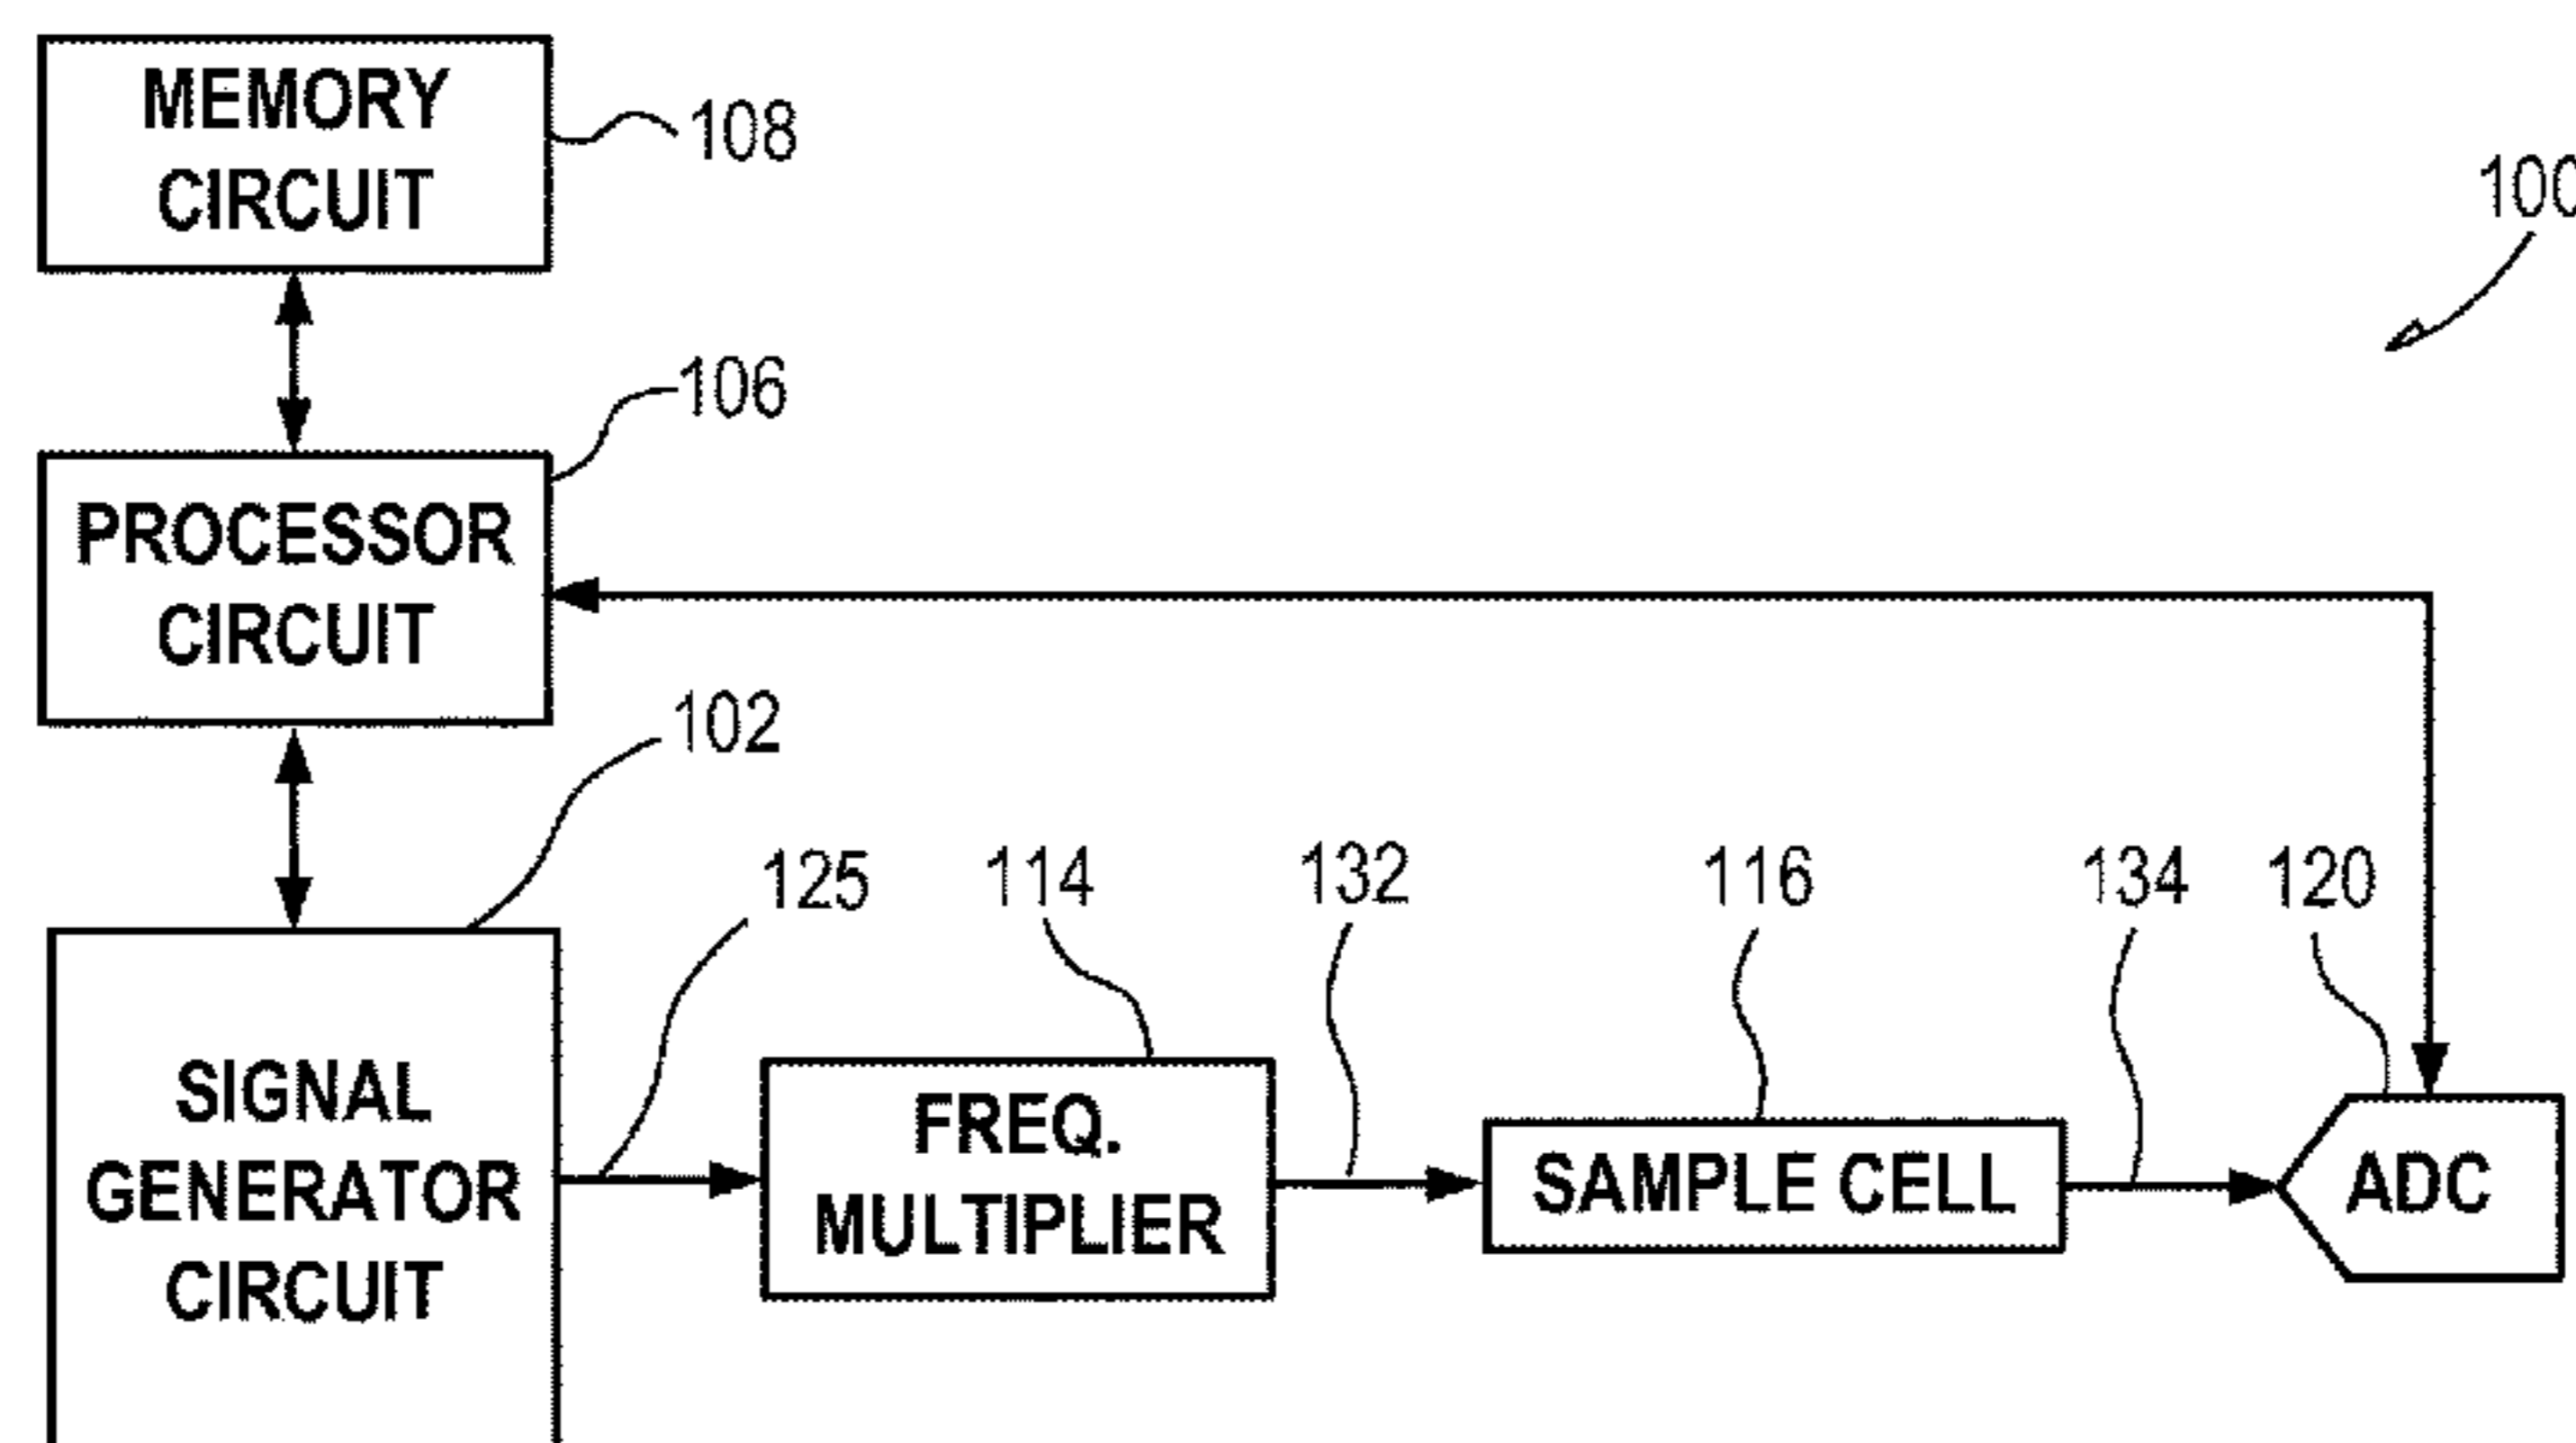 MEMORY
CIRCUIT
108
100
106
PROCESSOR
CIRCUIT
102
125
114
132
116
134
120
SIGNAL
GENERATOR
CIRCUIT
FREQ.
MULTIPLIER
SAMPLE CELL
ADC